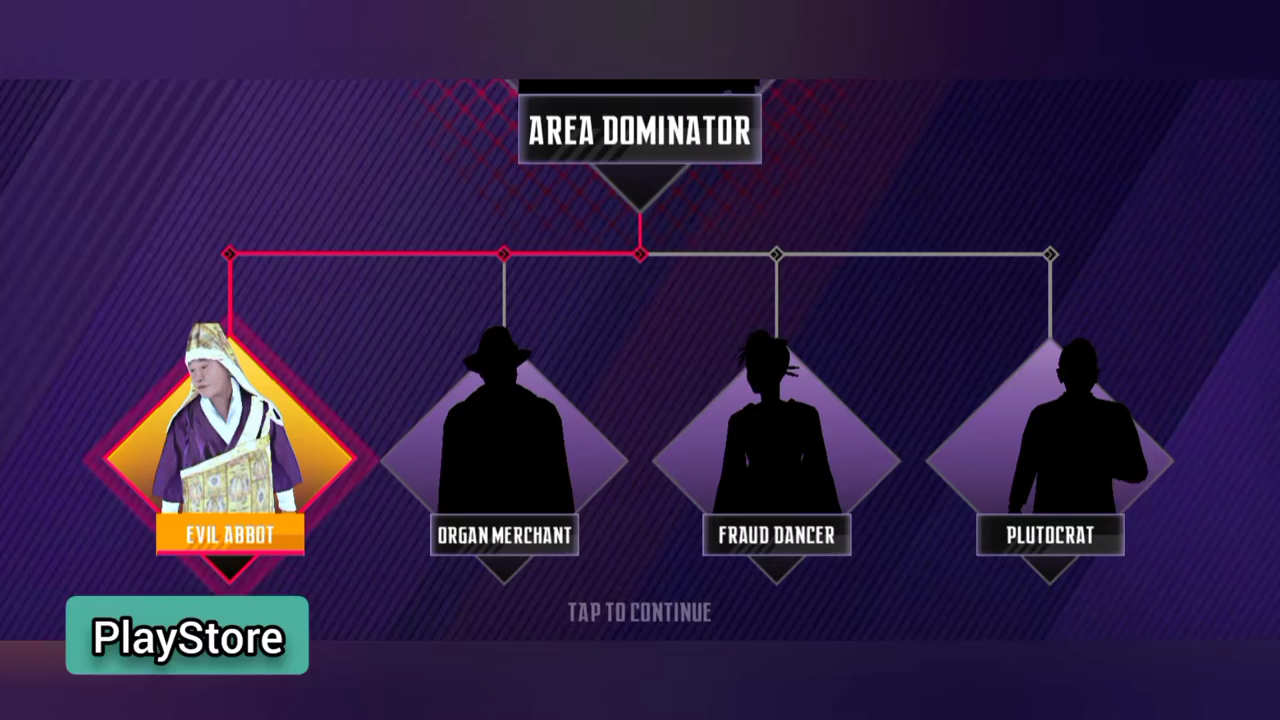 AREA DOMINATOR
EVIL ABBOT
ORGAN MERCHANT
FRAUD DANCER
PLUTOCRAT
TAP TO CONTINUE
PlayStore